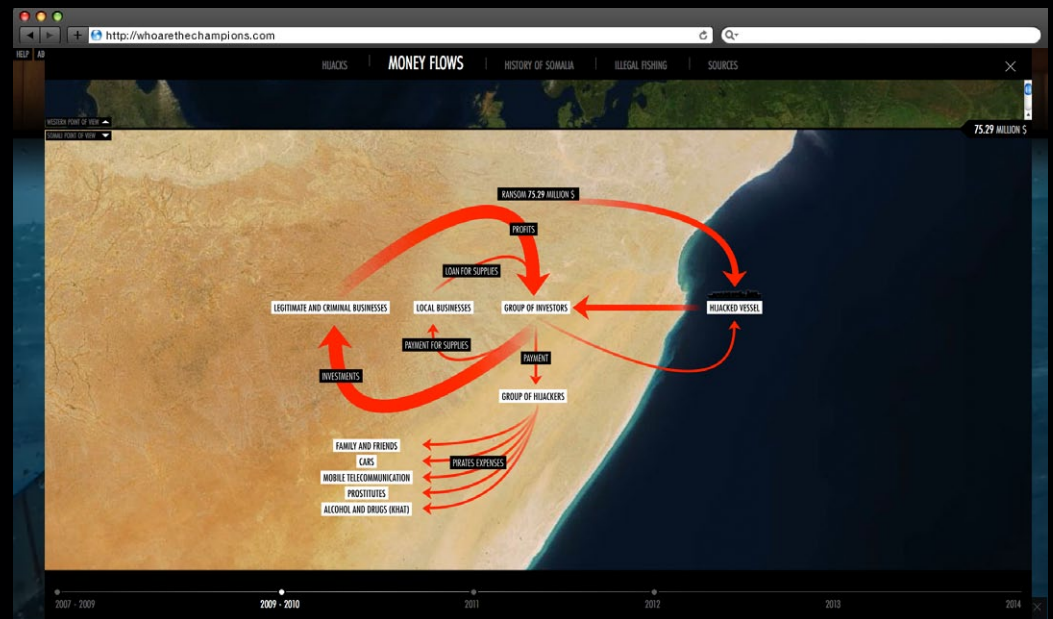 http://whoarethechampions.com
HELP AB
HIJACKS
MONEY FLOWS
HISTORY OF SOMALIA
ILLEGAL FISHING
SOURCES
WESTERN POINT OF VIEW
SOMALI POINT OF VIEW
75.29 MILLION $
RANSOM 75.29 MILLION $
PROFITS
LOAN FOR SUPPLIES
LEGITIMATE AND CRIMINAL BUSINESSES
LOCAL BUSINESSES
GROUP OF INVESTORS
HIJACKED VESSEL
PAYMENT FOR SUPPLIES
PAYMENT
INVESTMENTS
GROUP OF HIJACKERS
FAMILY AND FRIENDS
CARS
PIRATES EXPENSES
MOBILE TELECOMMUNICATION
PROSTITUTES
ALCOHOL AND DRUGS (KHAT)
2007 - 2009
2009 - 2010
2011
2012
2013
2014